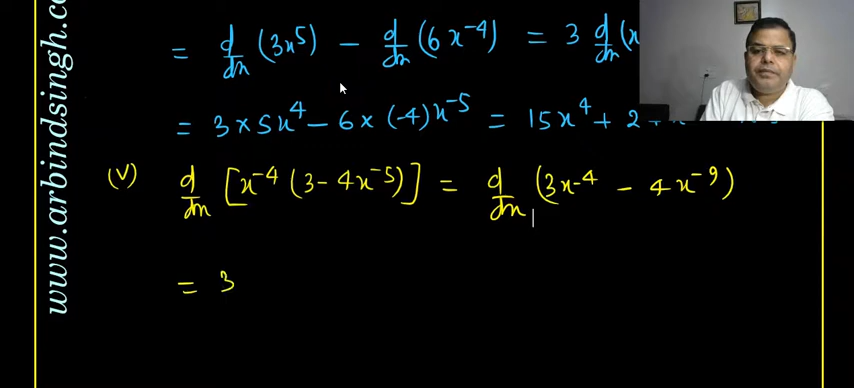 www.arbindsingh.co
= d/dx (3x⁵) − d/dx (6x⁻⁴) = 3 d/dx (x
= 3 × 5x⁴ − 6 × (-4) x⁻⁵ = 15x⁴ + 2
(V) d/dx [x⁻⁴ (3 − 4x⁻⁵)] = d/dx (3x⁻⁴ − 4x⁻⁹)
= 3